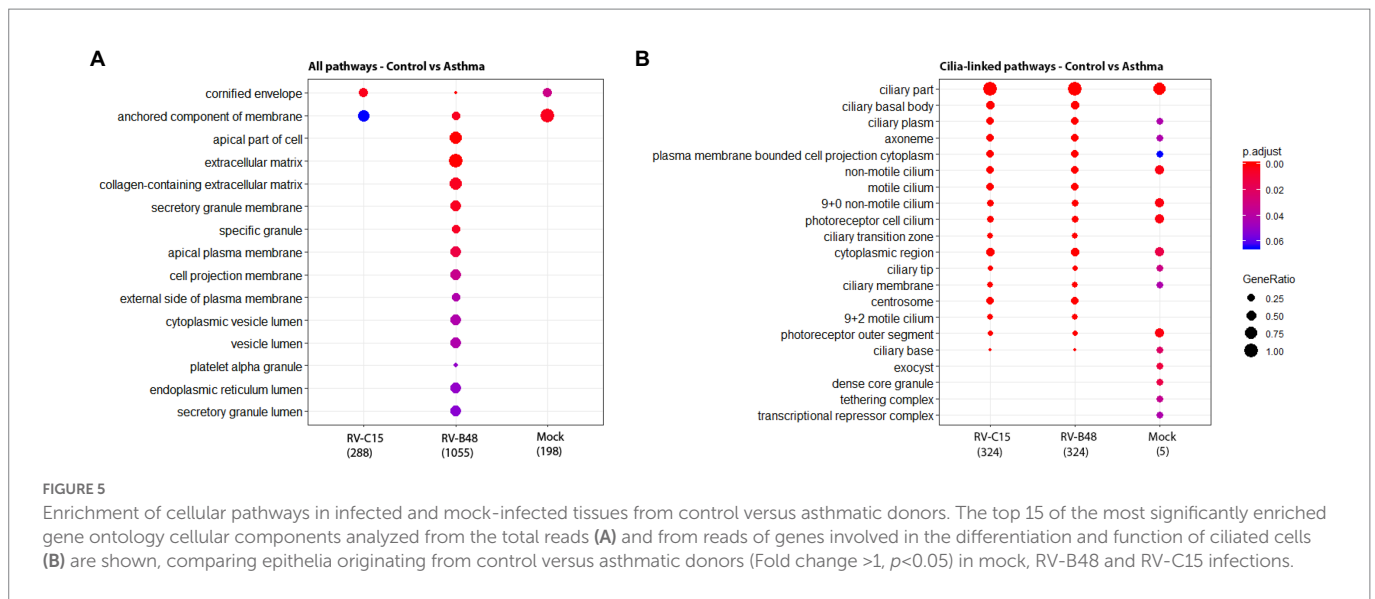 A
All pathways - Control vs Asthma
cornified envelope
anchored component of membrane
apical part of cell
extracellular matrix
collagen-containing extracellular matrix
secretory granule membrane
specific granule
apical plasma membrane
cell projection membrane
external side of plasma membrane
cytoplasmic vesicle lumen
vesicle lumen
platelet alpha granule
endoplasmic reticulum lumen
secretory granule lumen
RV-C15 RV-B48 Mock
(288) (1055) (198)
B
Cilia-linked pathways - Control vs Asthma
ciliary part
ciliary basal body
ciliary plasm
axoneme
plasma membrane bounded cell projection cytoplasm
non-motile cilium
motile cilium
9+0 non-motile cilium
photoreceptor cell cilium
ciliary transition zone
cytoplasmic region
ciliary tip
ciliary membrane
centrosome
9+2 motile cilium
photoreceptor outer segment
ciliary base
exocyst
dense core granule
tethering complex
transcriptional repressor complex
RV-C15 RV-B48 Mock
(324) (324) (5)
p.adjust
0.00
0.02
0.04
0.06
GeneRatio
0.25
0.50
0.75
1.00
FIGURE 5
Enrichment of cellular pathways in infected and mock-infected tissues from control versus asthmatic donors. The top 15 of the most significantly enriched
gene ontology cellular components analyzed from the total reads (A) and from reads of genes involved in the differentiation and function of ciliated cells
(B) are shown, comparing epithelia originating from control versus asthmatic donors (Fold change >1, p<0.05) in mock, RV-B48 and RV-C15 infections.